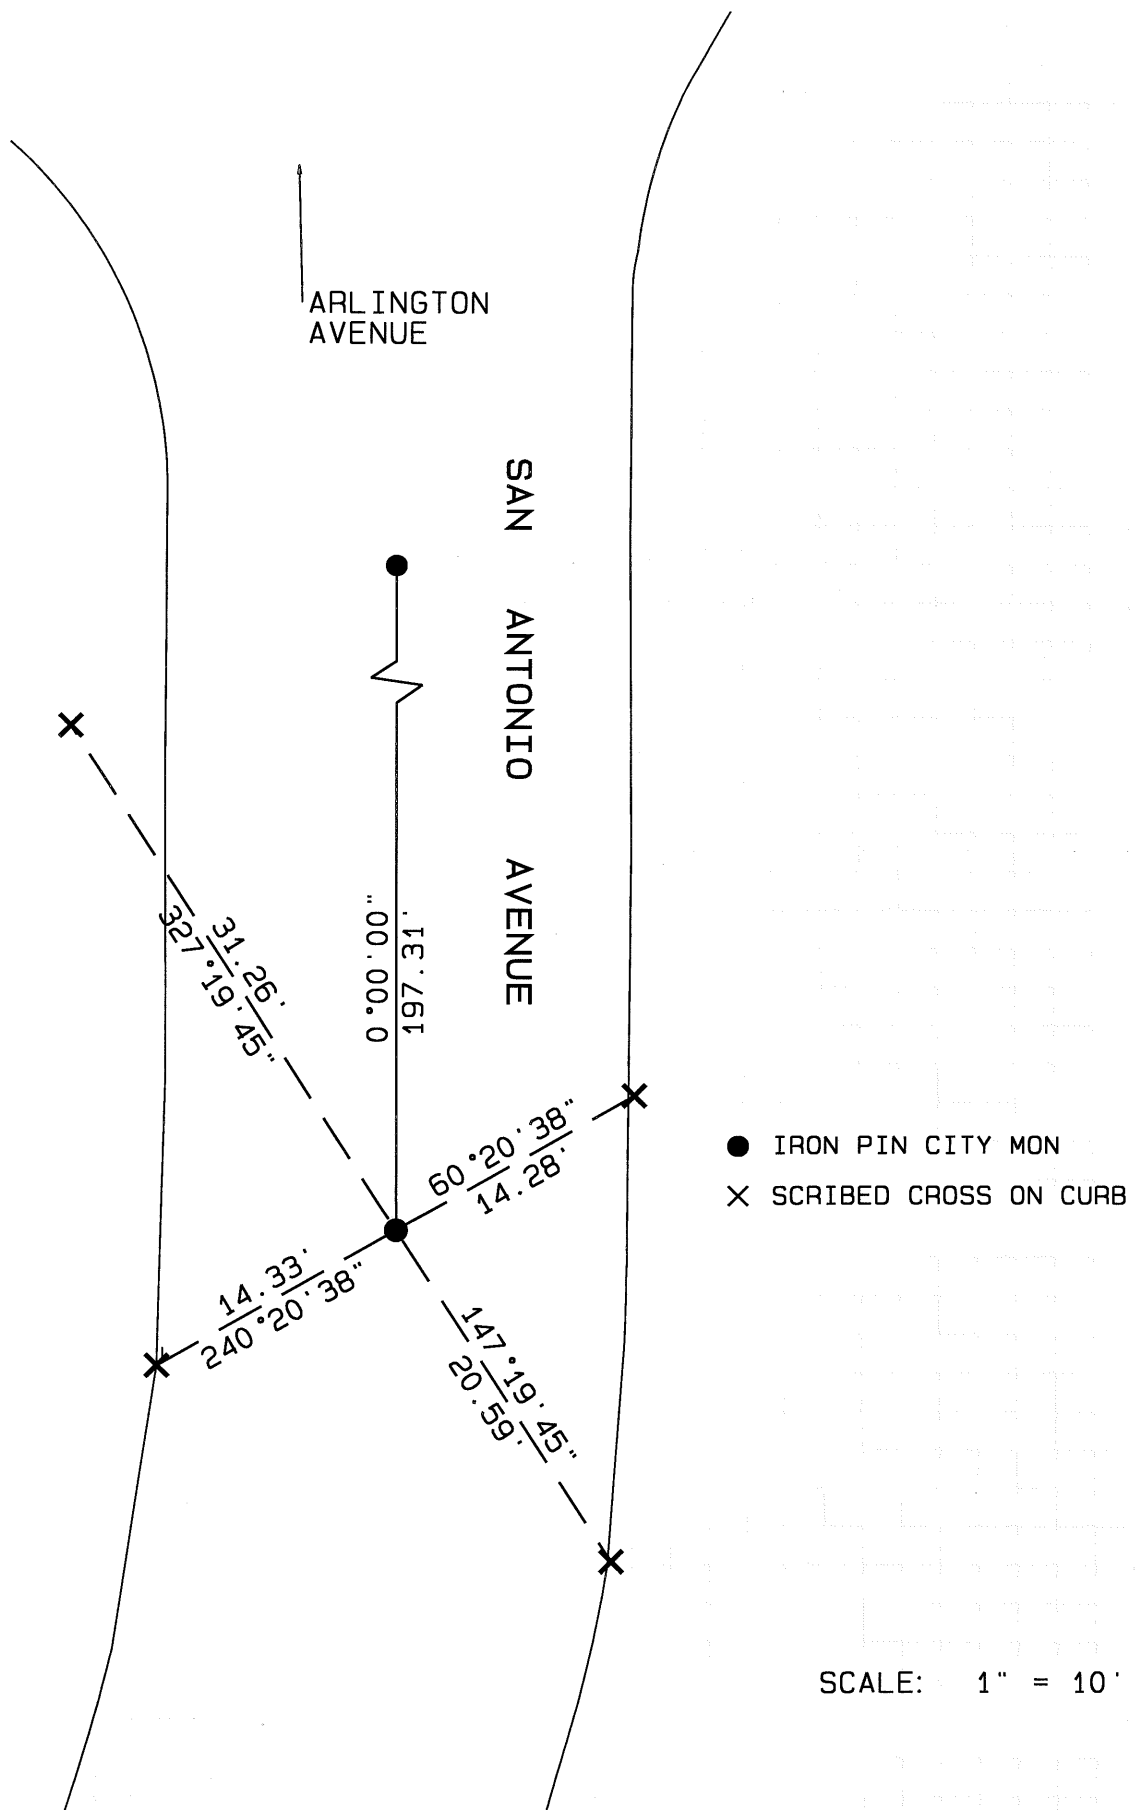 ARLINGTON
AVENUE
SAN ANTONIO AVENUE
31.26'
327°19'45"
0°00'00"
197.31'
60°20'38"
14.28'
IRON PIN CITY MON
SCRIBED CROSS ON CURB
14.33'
240°20'38"
147°19'45"
20.59'
SCALE: 1" = 10'